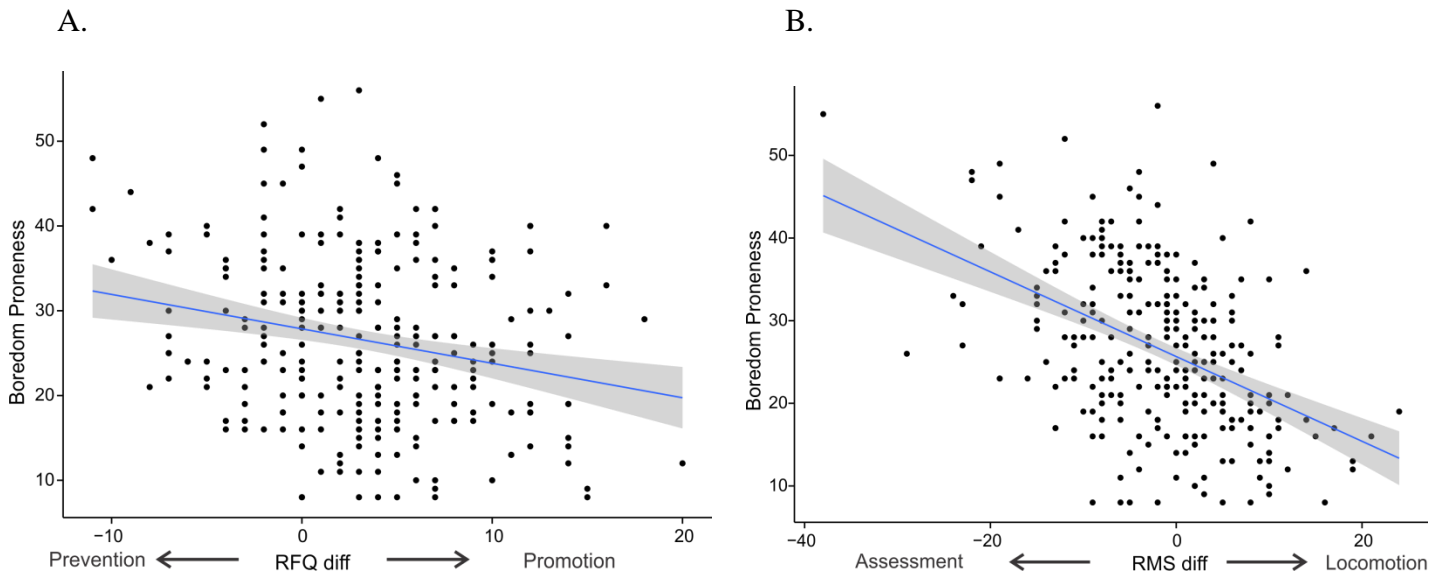 A.
B.
Boredom Proneness
50
40
30
20
10
−10
0
10
20
Prevention
RFQ diff
Promotion
Boredom Proneness
50
40
30
20
10
−40
−20
0
20
Assessment
RMS diff
Locomotion